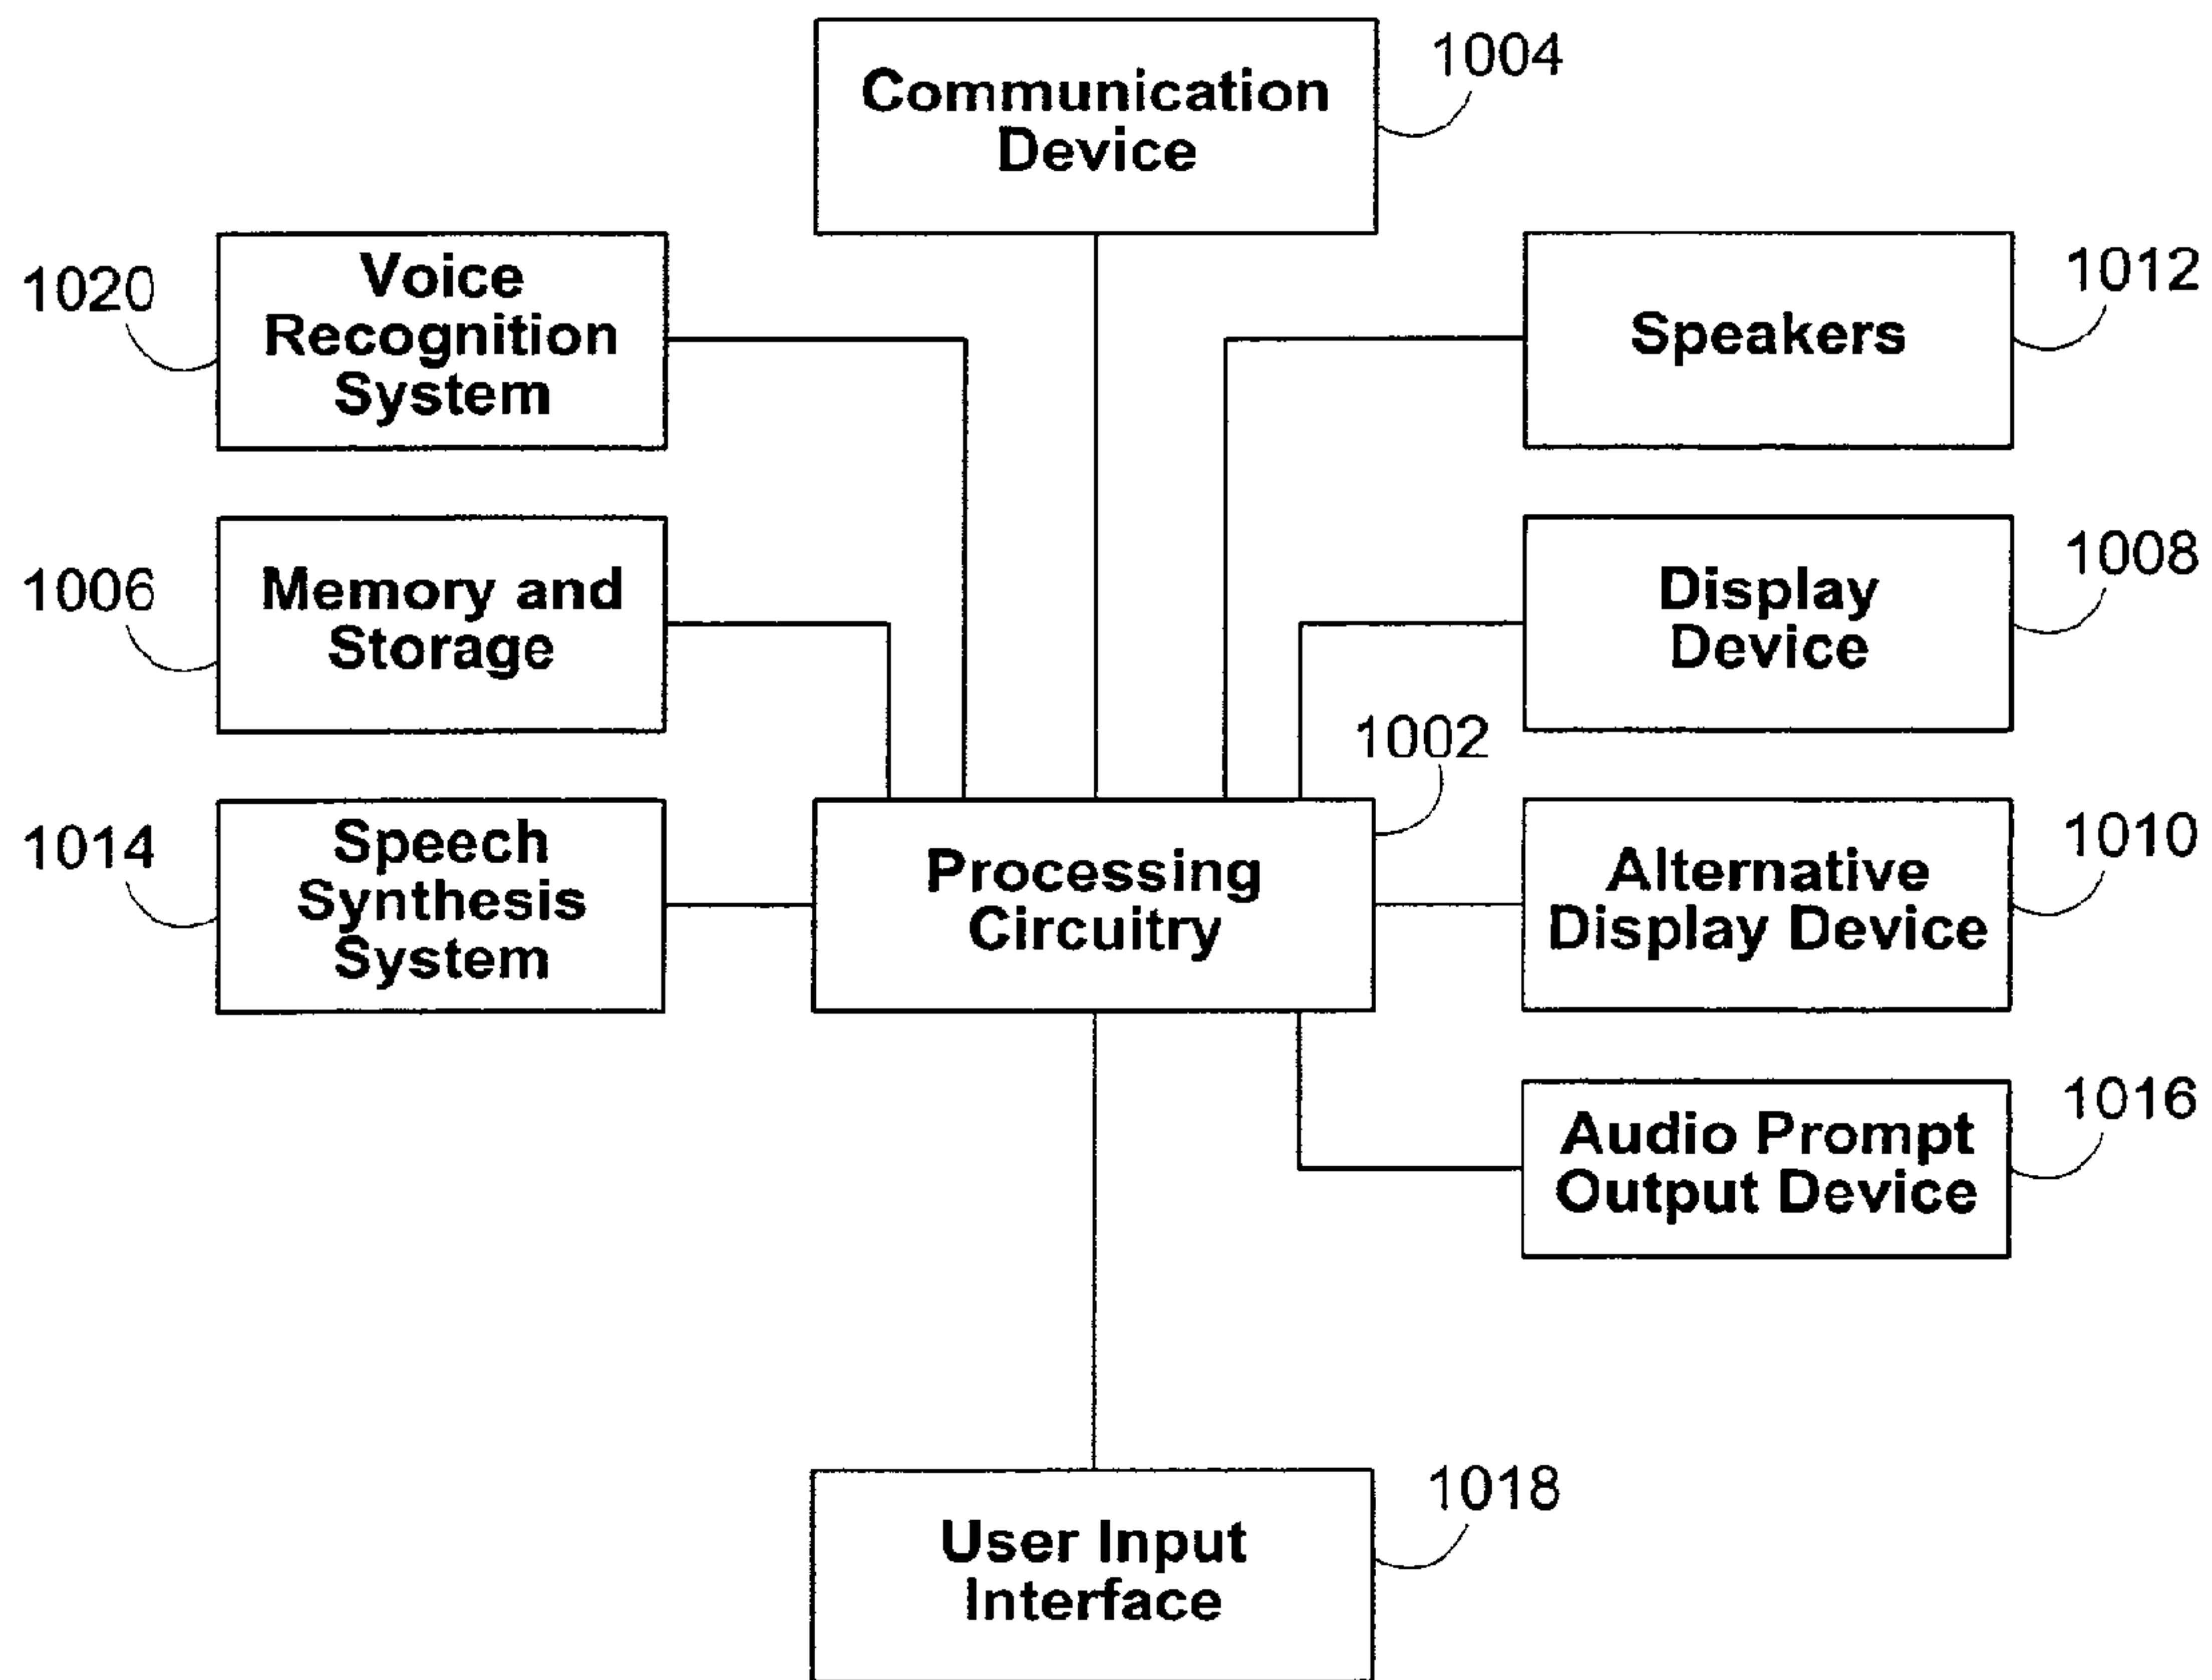 Communication
Device
1004
Voice
Recognition
System
1020
Speakers
1012
Memory and
Storage
1006
Display
Device
1008
1002
Speech
Synthesis
System
1014
Processing
Circuitry
Alternative
Display Device
1010
Audio Prompt
Output Device
1016
User Input
Interface
1018